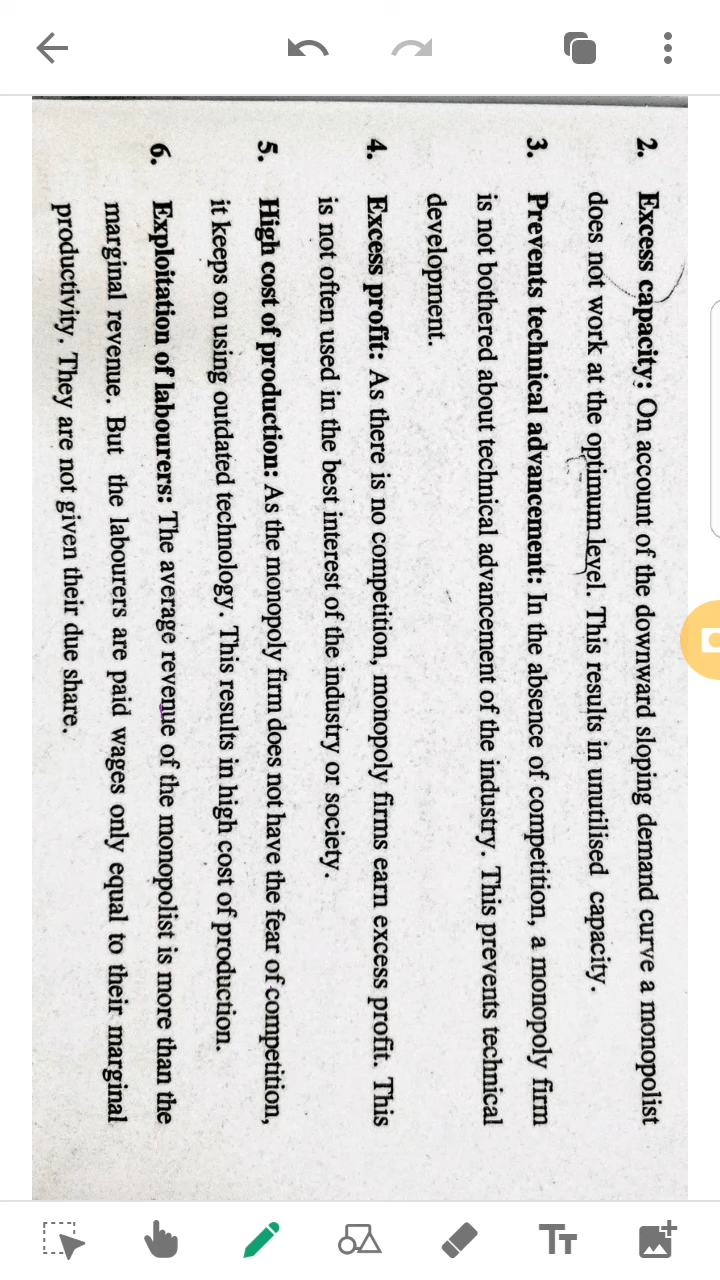 2. Excess capacity: On account of the downward sloping demand curve a monopolist
does not work at the optimum level. This results in unutilised capacity.
3. Prevents technical advancement: In the absence of competition, a monopoly firm
is not bothered about technical advancement of the industry. This prevents technical
development.
4. Excess profit: As there is no competition, monopoly firms earn excess profit. This
is not often used in the best interest of the industry or society.
5. High cost of production: As the monopoly firm does not have the fear of competition,
it keeps on using outdated technology. This results in high cost of production.
6. Exploitation of labourers: The average revenue of the monopolist is more than the
marginal revenue. But the labourers are paid wages only equal to their marginal
productivity. They are not given their due share.
TT